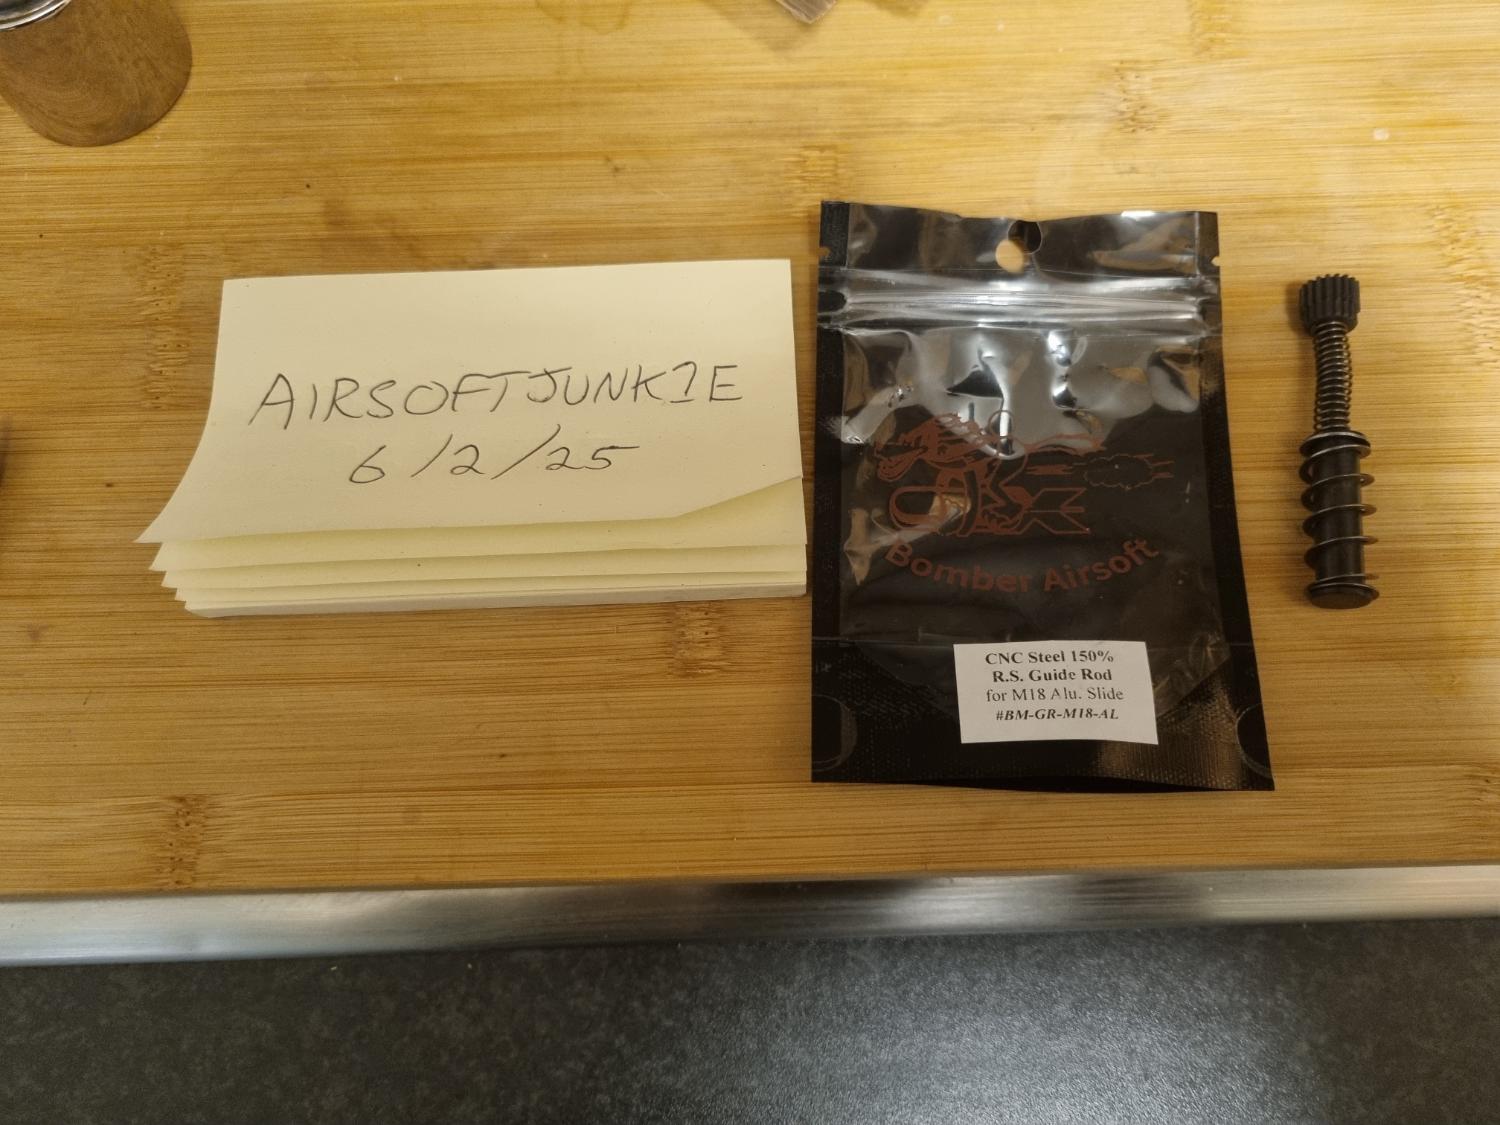 AIRSOFTJUNKIE
6/2/25
Bomber Airsoft
CNC Steel 150%
R.S. Guide Rod
for M18 Alu. Slide
#BM-GR-M18-AL